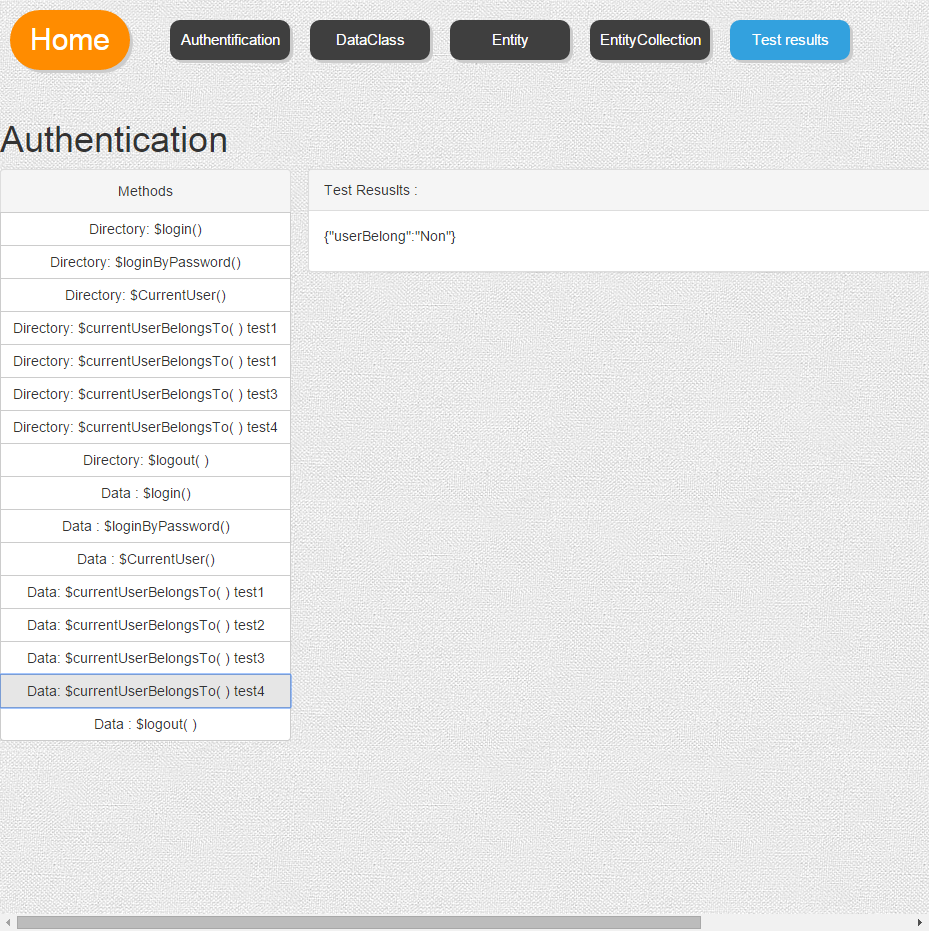 Home
Authentification
DataClass
Entity
EntityCollection
Test results
Authentication
Methods
Directory: $login()
Directory: $loginByPassword()
Directory: $CurrentUser()
Directory: $currentUserBelongsTo( ) test1
Directory: $currentUserBelongsTo( ) test1
Directory: $currentUserBelongsTo( ) test3
Directory: $currentUserBelongsTo( ) test4
Directory: $logout( )
Data : $login()
Data : $loginByPassword()
Data : $CurrentUser()
Data: $currentUserBelongsTo( ) test1
Data: $currentUserBelongsTo( ) test2
Data: $currentUserBelongsTo( ) test3
Data: $currentUserBelongsTo( ) test4
Data : $logout( )
Test Resuslts :
{"userBelong":"Non"}